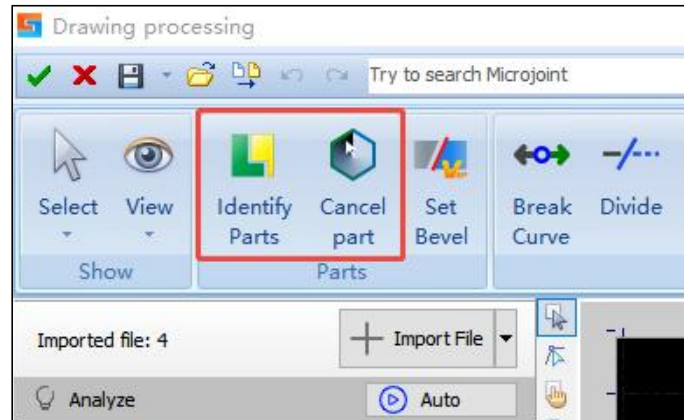 Drawing processing
Try to search Microjoint
Select View Identify Cancel Set Break Divide
Parts part Bevel Curve
Show Parts
Imported file: 4 Import File
Analyze Auto